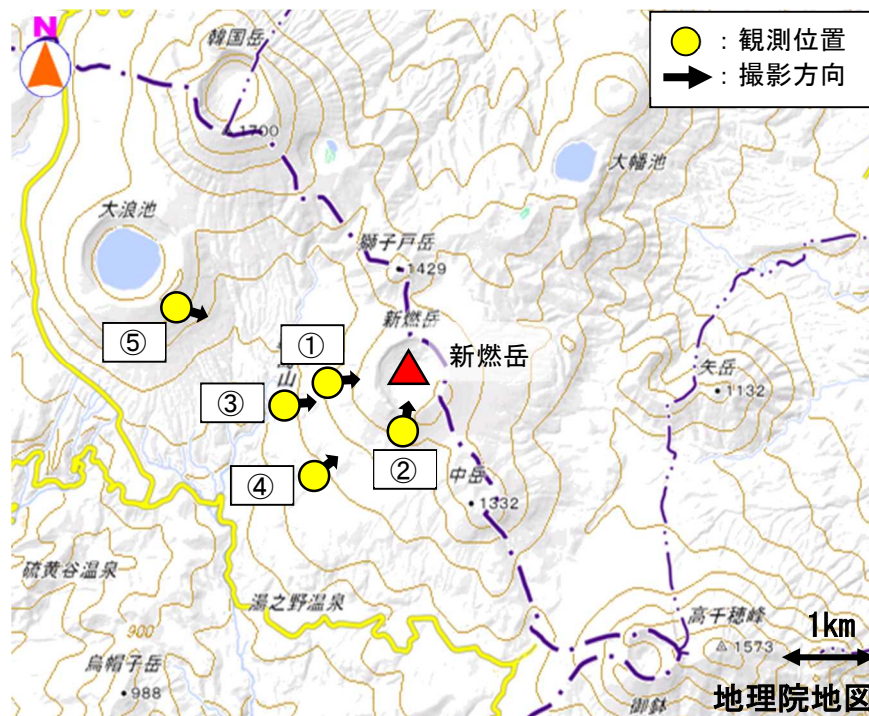 N
韓国岳
：観測位置
：撮影方向
1700
大幡池
大浪池
獅子戸岳
1429
新燃岳
新燃岳
⑤
①
山
矢岳
1132
③
②
④
中岳
1332
硫黄谷温泉
湯之野温泉
900
高千穂峰
1km
烏帽子岳
1573
988
御鉢
地理院地図